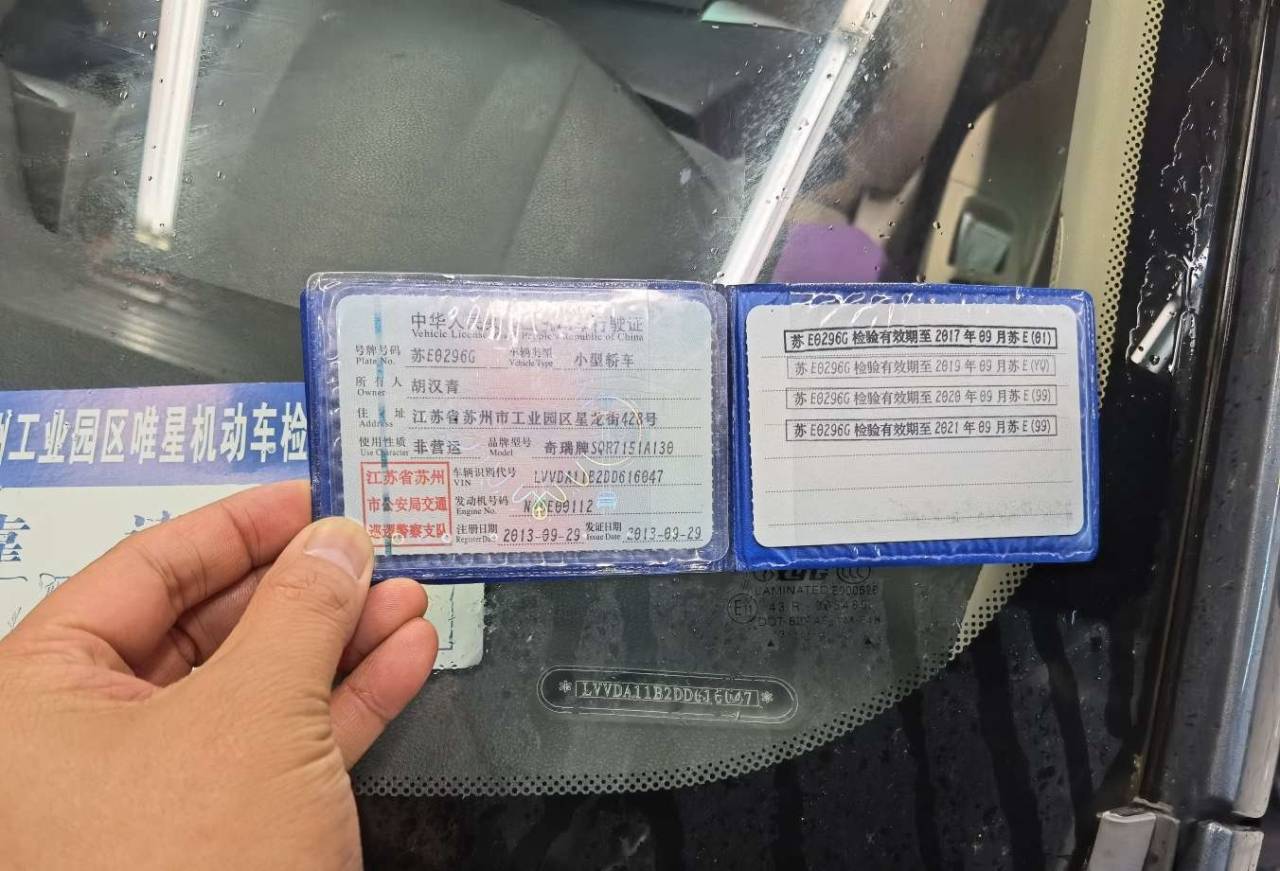 中华人民 行驶证
Vehicle License People's Republic of China
号牌号码 苏E0296G 车辆类型 小型轿车
Plate No. Vehicle Type
所有人 胡汉青
Owner
住址 江苏省苏州市工业园区星龙街428号
Address
使用性质 非营运 品牌型号 奇瑞牌SQR7151A130
Use Character Model
江苏省苏州
市公安局交通
巡逻警察支队
车辆识别代号 LVVDA11B2DD616047
VIN
发动机号码
Engine No.
注册日期 2013-09-29 发证日期 2013-09-29
Register Date Issue Date
苏E0296G检验有效期至2017年09月苏E(01)
苏E0296G检验有效期至2019年09月苏E(YQ)
苏E0296G检验有效期至2020年09月苏E(99)
苏E0296G检验有效期至2021年09月苏E(99)
州工业园区唯星机动车检
LAMINATED
E11 43 R
*LVVDA11B2DD616047*